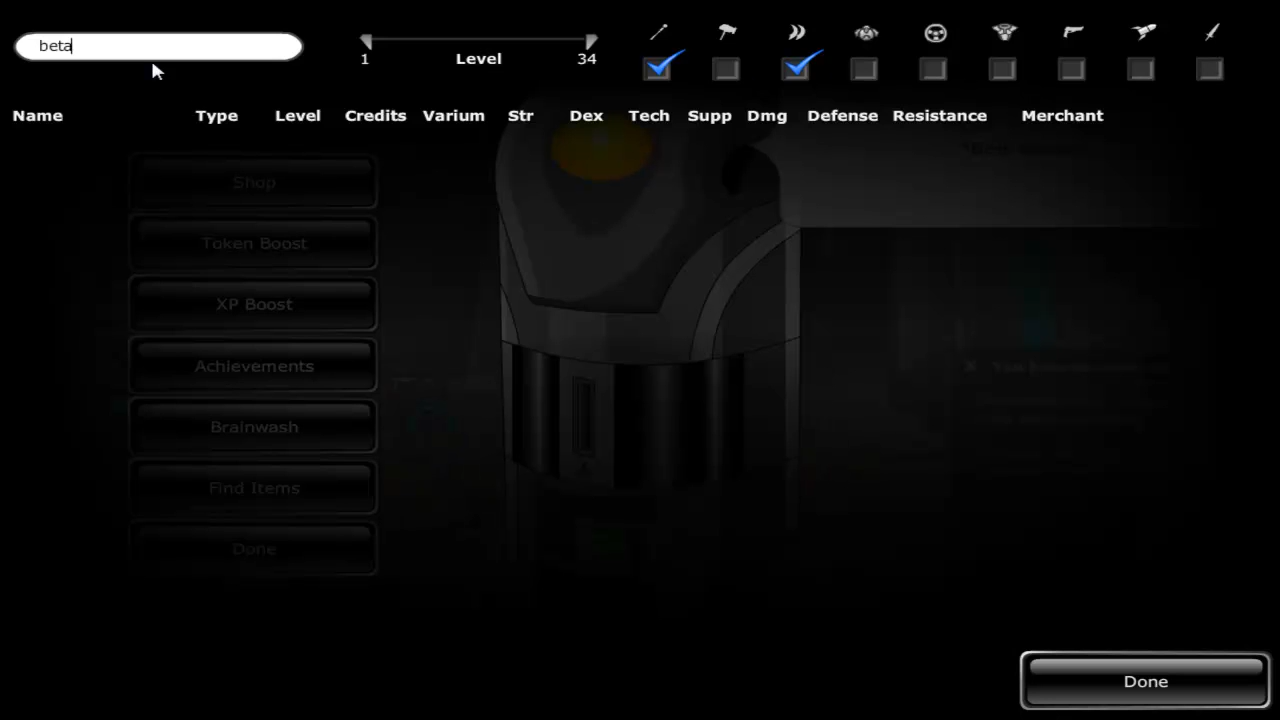 beta
1 Level 34
Name Type Level Credits Varium Str Dex Tech Supp Dmg Defense Resistance Merchant
Shop
Token Boost
XP Boost
Achievements
Brainwash
Find Items
Done
Done